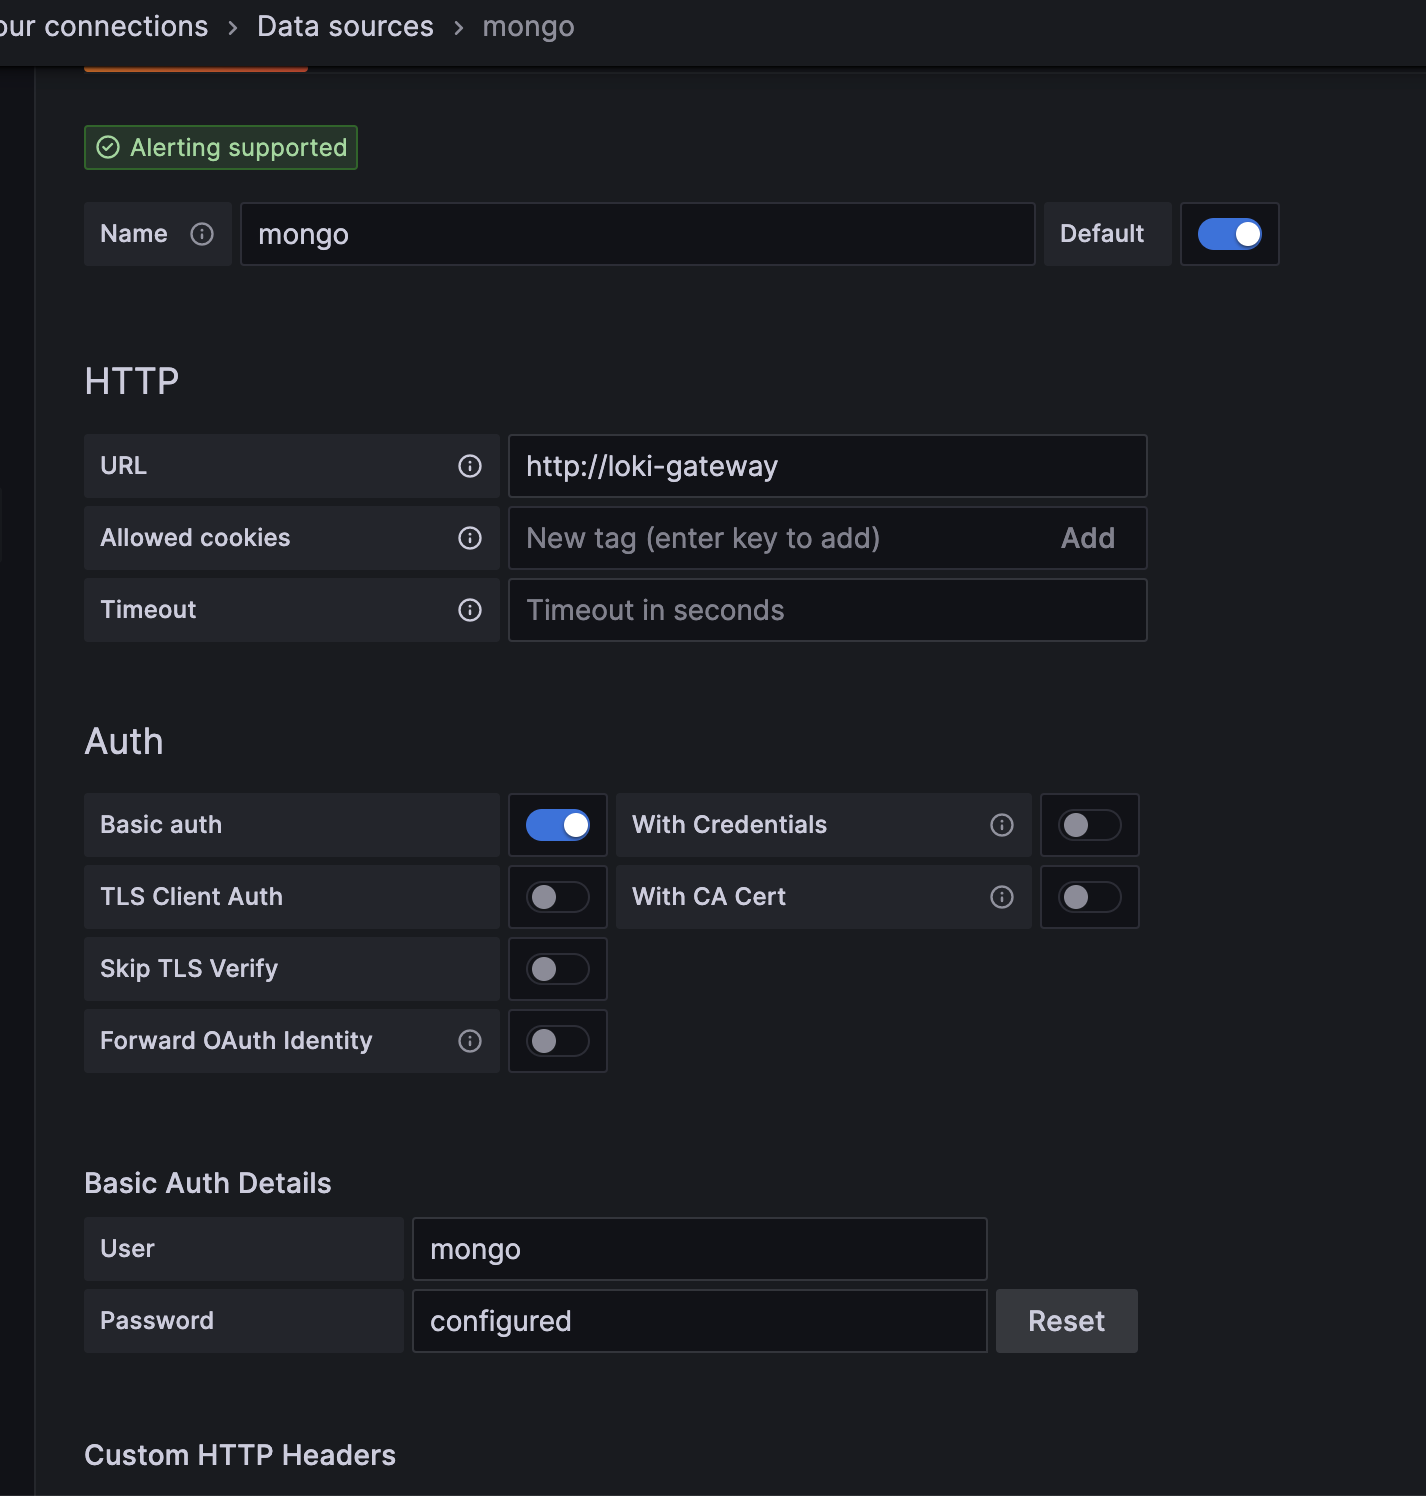 our connections > Data sources > mongo
Alerting supported
Name mongo Default
HTTP
URL http://loki-gateway
Allowed cookies New tag (enter key to add) Add
Timeout Timeout in seconds
Auth
Basic auth With Credentials
TLS Client Auth With CA Cert
Skip TLS Verify
Forward OAuth Identity
Basic Auth Details
User mongo
Password configured Reset
Custom HTTP Headers